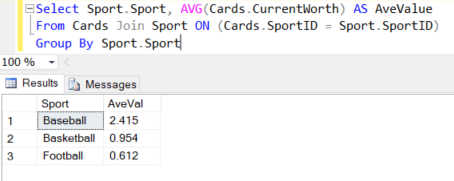 Select Sport.Sport, AVG(Cards.CurrentWorth) AS AveValue
From Cards Join Sport ON (Cards.SportID = Sport.SportID)
Group By Sport.Sport
100 %
Results Messages
Sport AveVal
1 Baseball 2.415
2 Basketball 0.954
3 Football 0.612